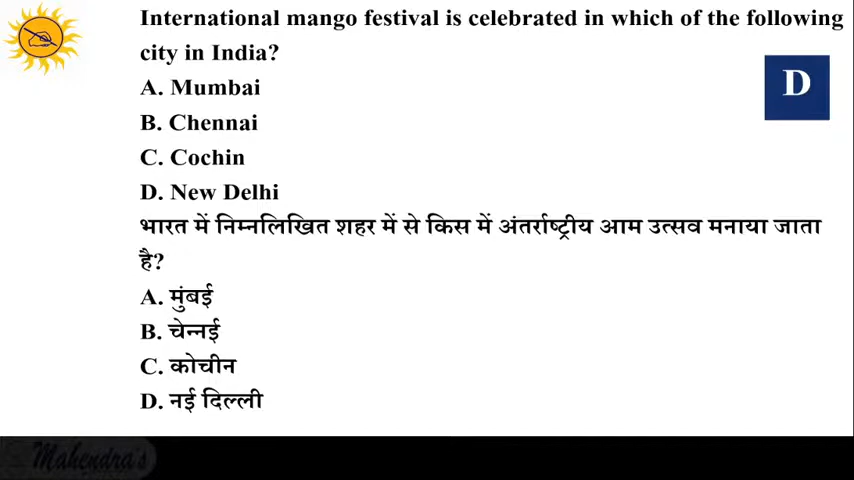 International mango festival is celebrated in which of the following
city in India?
A. Mumbai
D
B. Chennai
C. Cochin
D. New Delhi
भारत में निम्नलिखित शहर में से किस में अंतर्राष्ट्रीय आम उत्सव मनाया जाता
है?
A. मुंबई
B. चेन्नई
C. कोचीन
D. नई दिल्ली
Mahendra's